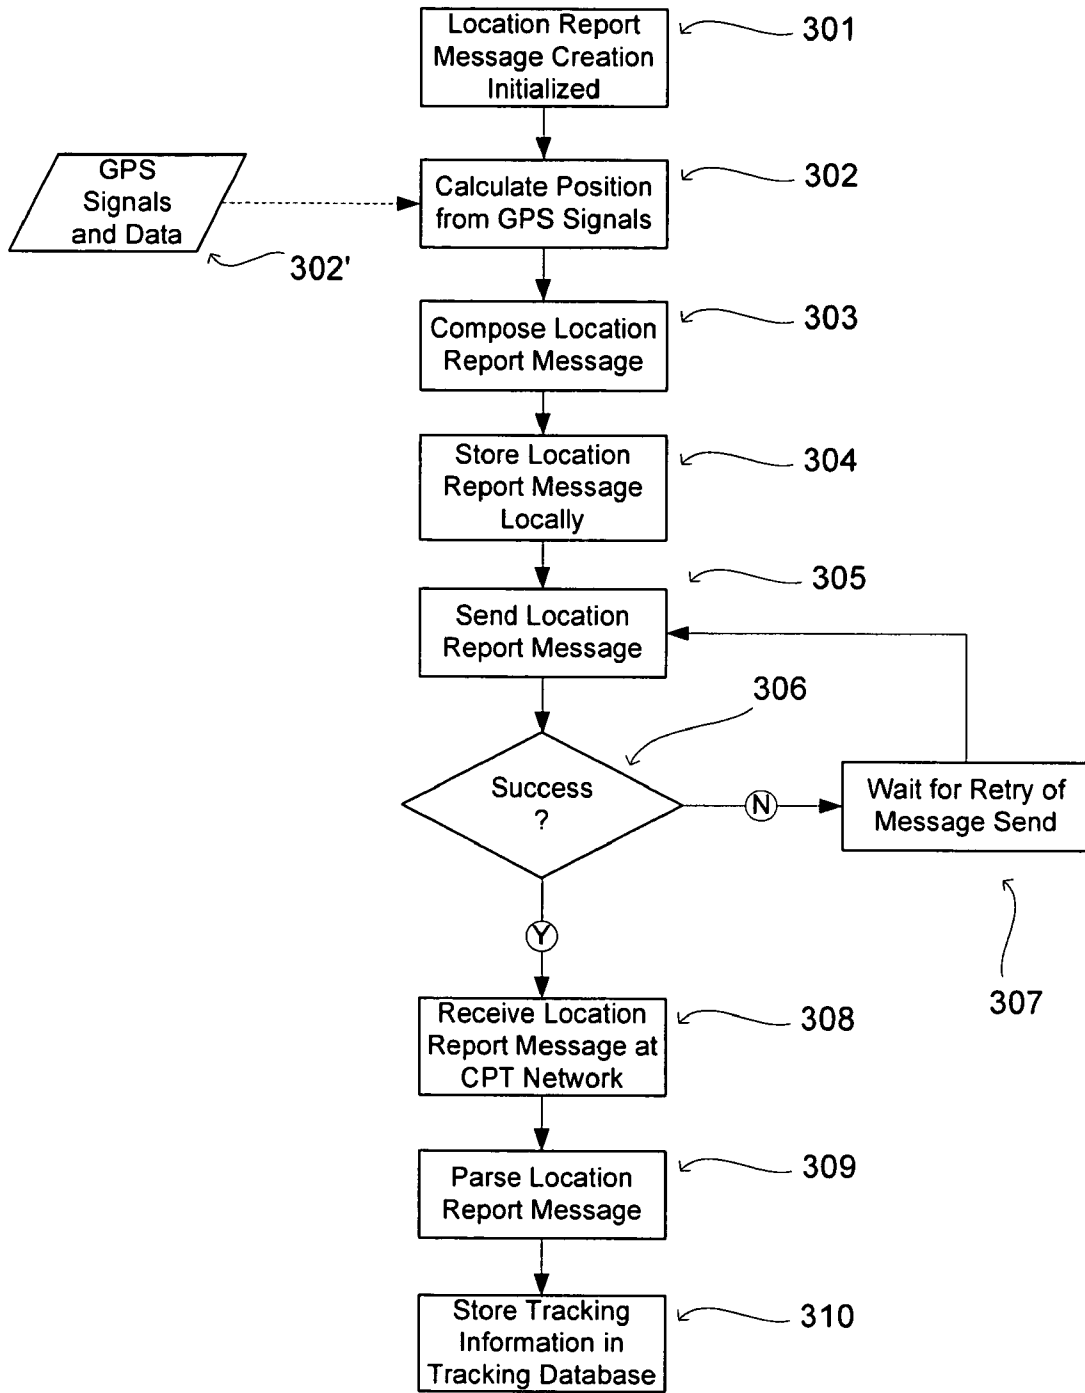 Location Report
Message Creation
Initialized
301
GPS
Signals
and Data
302'
Calculate Position
from GPS Signals
302
Compose Location
Report Message
303
Store Location
Report Message
Locally
304
Send Location
Report Message
305
Success
?
306
N
Wait for Retry of
Message Send
307
Y
Receive Location
Report Message at
CPT Network
308
Parse Location
Report Message
309
Store Tracking
Information in
Tracking Database
310